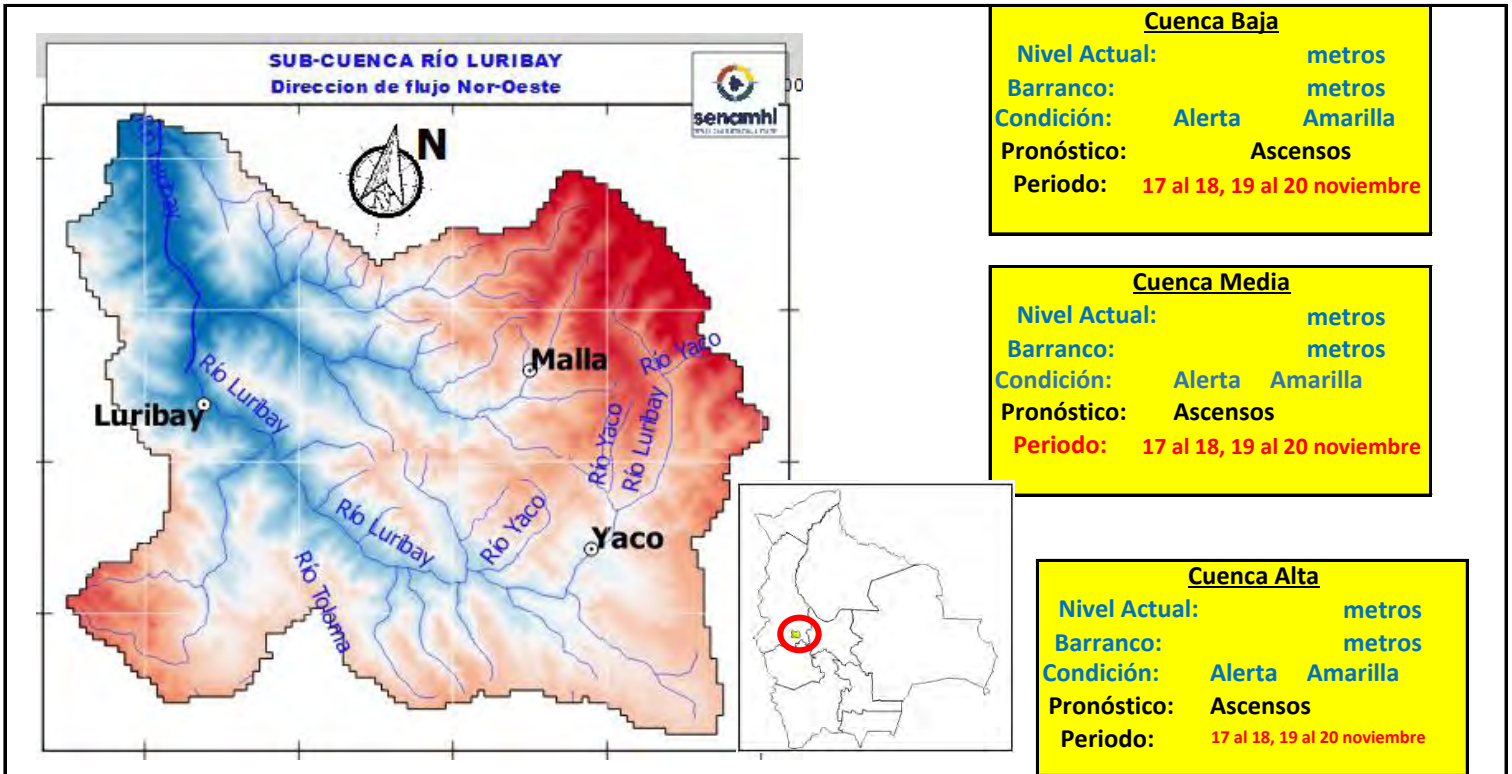 SUB-CUENCA RÍO LURIBAY
Direccion de flujo Nor-Oeste
senamhi
00
N
Malla
Río Yaco
Río Luribay
Luribay
Río Yaco
Río Luribay
Río Luribay
Río Yaco
Yaco
Río Toloma
Cuenca Baja
Nivel Actual: metros
Barranco: metros
Condición: Alerta Amarilla
Pronóstico: Ascensos
Periodo: 17 al 18, 19 al 20 noviembre
Cuenca Media
Nivel Actual: metros
Barranco: metros
Condición: Alerta Amarilla
Pronóstico: Ascensos
Periodo: 17 al 18, 19 al 20 noviembre
Cuenca Alta
Nivel Actual: metros
Barranco: metros
Condición: Alerta Amarilla
Pronóstico: Ascensos
Periodo: 17 al 18, 19 al 20 noviembre